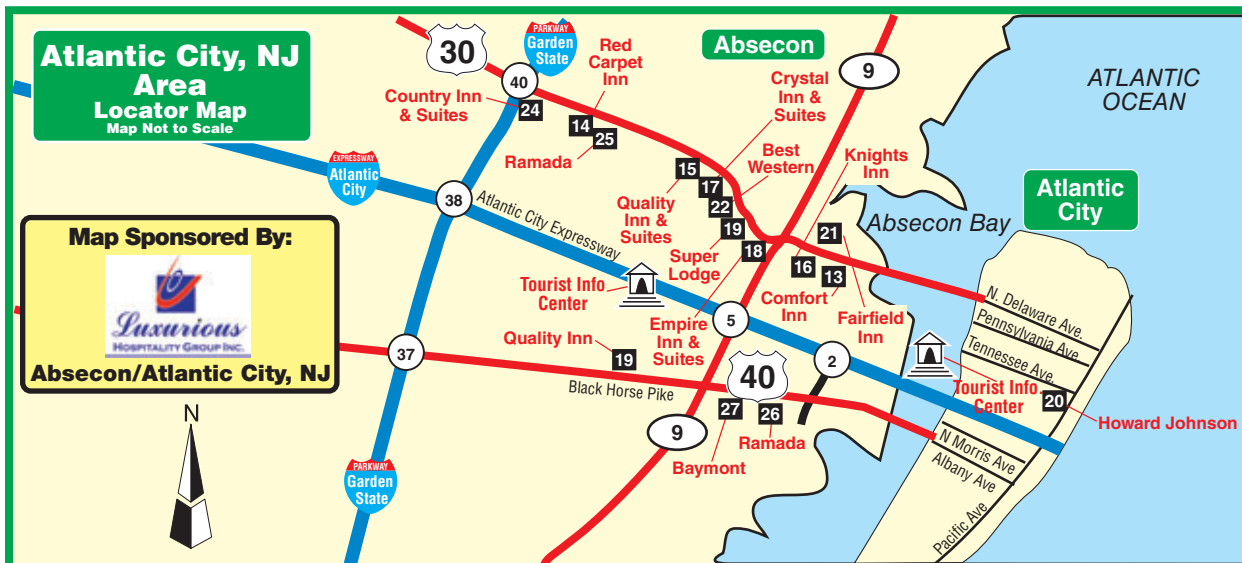 Atlantic City, NJ
Area
Locator Map
Map Not to Scale
30
PARKWAY
Garden
State
40
Red
Carpet
Inn
Absecon
9
Crystal
Inn &
Suites
ATLANTIC
OCEAN
Country Inn
& Suites
24
14
25
Ramada
Best
Western
Knights
Inn
EXPRESSWAY
Atlantic
City
38
Atlantic City Expressway
15
17
22
19
18
Quality
Inn &
Suites
Super
Lodge
Atlantic
City
Absecon Bay
21
16
13
Map Sponsored By:
Luxurious
HOSPITALITY GROUP INC.
Absecon/Atlantic City, NJ
Tourist Info
Center
Comfort
Inn
Fairfield
Inn
N. Delaware Ave.
Pennsylvania Ave.
Tennessee Ave.
Empire
Inn &
Suites
5
2
37
Quality Inn
19
Black Horse Pike
40
Tourist Info.
Center
20
Howard Johnson
27
26
Ramada
Baymont
9
N Morris Ave
Albany Ave
Pacific Ave
N
PARKWAY
Garden
State